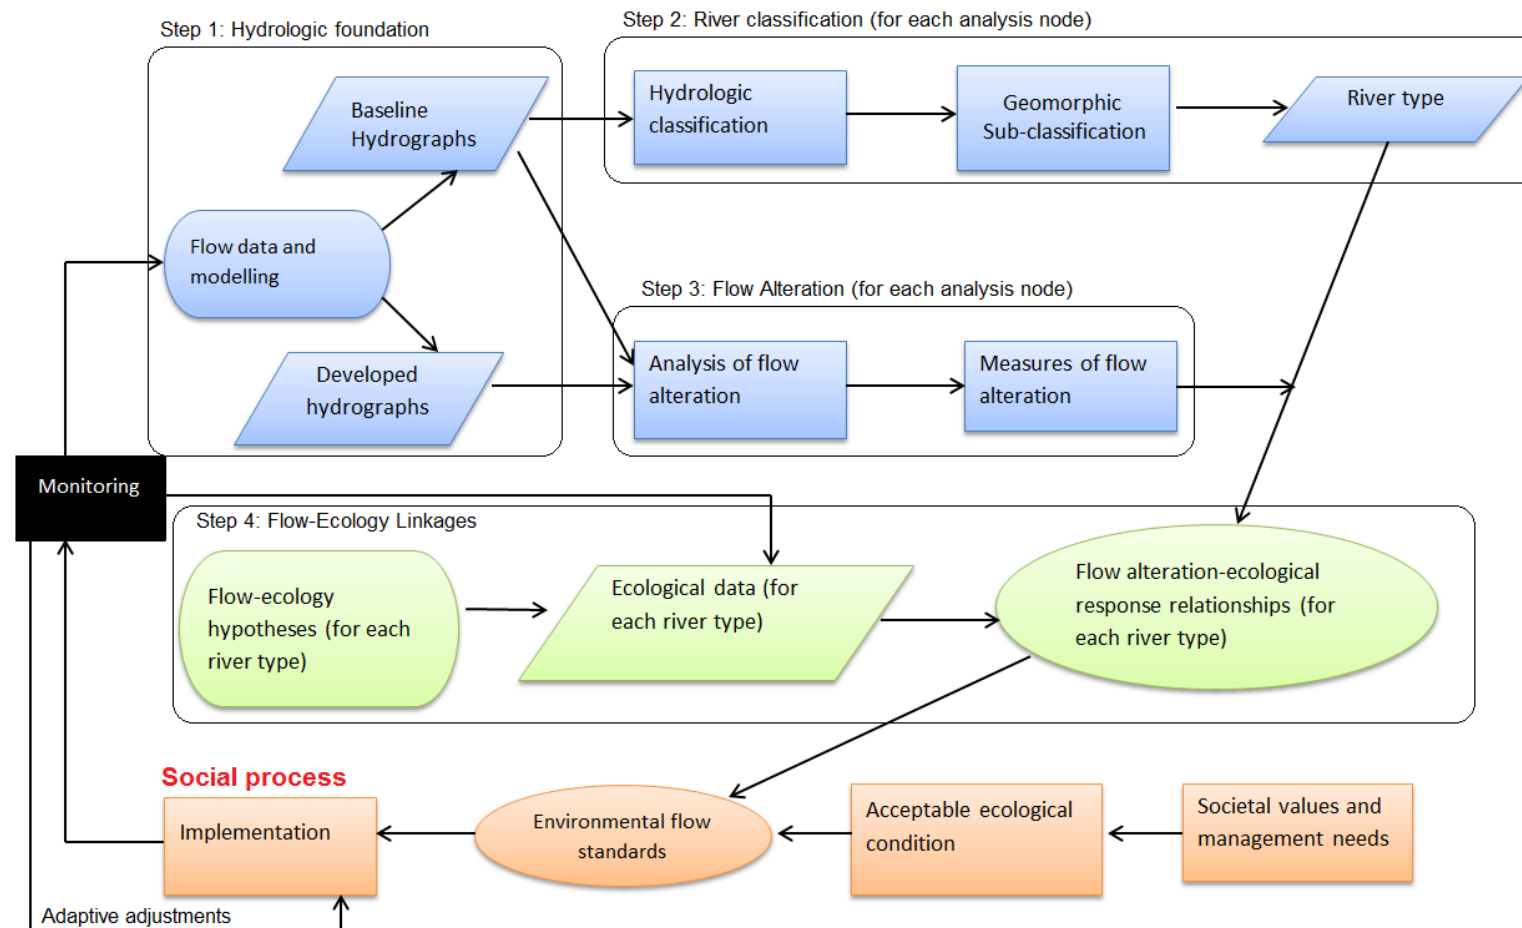 Step 1: Hydrologic foundation
Step 2: River classification (for each analysis node)
Baseline
Hydrographs
Hydrologic
classification
Geomorphic
Sub-classification
River type
Flow data and
modelling
Step 3: Flow Alteration (for each analysis node)
Developed
hydrographs
Analysis of flow
alteration
Measures of flow
alteration
Monitoring
Step 4: Flow-Ecology Linkages
Flow-ecology
hypotheses (for each
river type)
Ecological data (for
each river type)
Flow alteration-ecological
response relationships (for
each river type)
Social process
Implementation
Environmental flow
standards
Acceptable ecological
condition
Societal values and
management needs
Adaptive adjustments